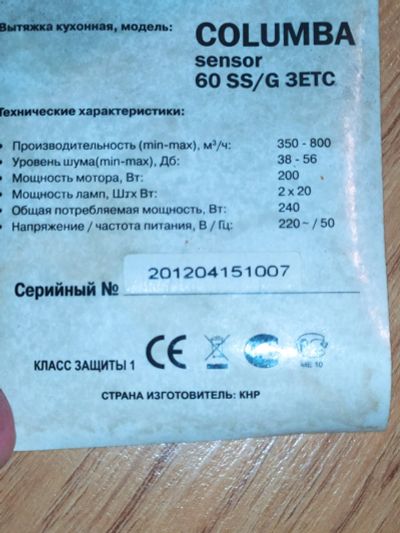 Вытяжка кухонная, модель: COLUMBA
sensor
60 SS/G 3ETC
Технические характеристики:
• Производительность (min-max), м³/ч: 350 - 800
• Уровень шума(min-max), Дб: 38 - 56
• Мощность мотора, Вт: 200
• Мощность ламп, Штх Вт: 2 x 20
• Общая потребляемая мощность, Вт: 240
• Напряжение / частота питания, В / Гц: 220 ~ / 50
Серийный № 201204151007
КЛАСС ЗАЩИТЫ 1 CE ME 10
СТРАНА ИЗГОТОВИТЕЛЬ: КНР